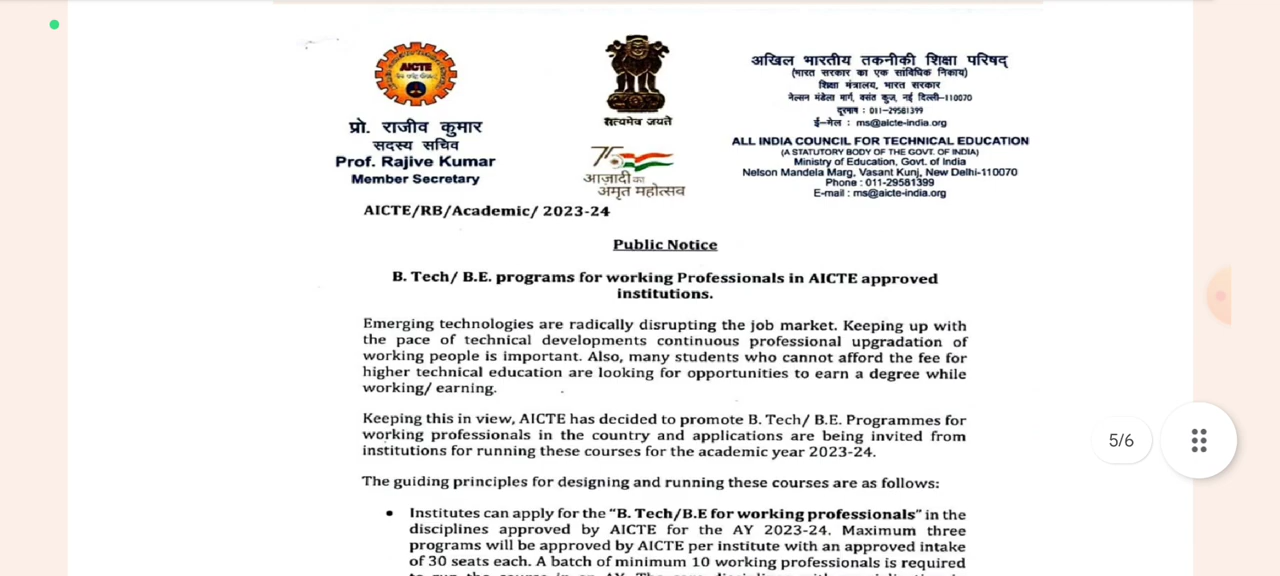 AICTE
प्रो. राजीव कुमार
सदस्य सचिव
Prof. Rajive Kumar
Member Secretary
सत्यमेव जयते
75
आज़ादी का
अमृत महोत्सव
अखिल भारतीय तकनीकी शिक्षा परिषद्
(भारत सरकार का एक सांविधिक निकाय)
शिक्षा मंत्रालय, भारत सरकार
नेल्सन मंडेला मार्ग, वसंत कुज, नई दिल्ली-110070
दूरभाष : 011-29581399
ई-मेल : ms@aicte-india.org
ALL INDIA COUNCIL FOR TECHNICAL EDUCATION
(A STATUTORY BODY OF THE GOVT. OF INDIA)
Ministry of Education, Govt. of India
Nelson Mandela Marg, Vasant Kunj, New Delhi-110070
Phone : 011-29581399
E-mail : ms@aicte-india.org
AICTE/RB/Academic/ 2023-24
Public Notice
B. Tech/ B.E. programs for working Professionals in AICTE approved
institutions.
Emerging technologies are radically disrupting the job market. Keeping up with
the pace of technical developments continuous professional upgradation of
working people is important. Also, many students who cannot afford the fee for
higher technical education are looking for opportunities to earn a degree while
working/ earning.
Keeping this in view, AICTE has decided to promote B. Tech/ B.E. Programmes for
working professionals in the country and applications are being invited from
institutions for running these courses for the academic year 2023-24.
The guiding principles for designing and running these courses are as follows:
• Institutes can apply for the “B. Tech/B.E for working professionals” in the
disciplines approved by AICTE for the AY 2023-24. Maximum three
programs will be approved by AICTE per institute with an approved intake
of 30 seats each. A batch of minimum 10 working professionals is required
5/6